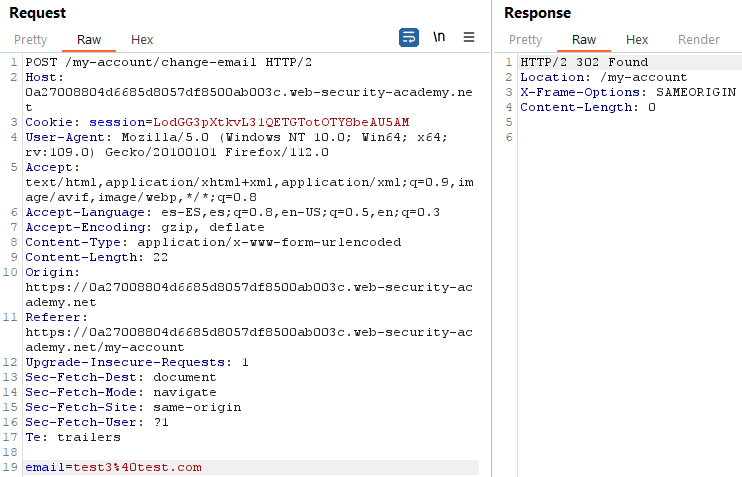 Request
Pretty Raw Hex
\n
1 POST /my-account/change-email HTTP/2
2 Host:
0a27008804d6685d8057df8500ab003c.web-security-academy.ne
t
3 Cookie: session=LodGG3pXtkvL31QETGTotOTY8beAU5AM
4 User-Agent: Mozilla/5.0 (Windows NT 10.0; Win64; x64;
rv:109.0) Gecko/20100101 Firefox/112.0
5 Accept:
text/html,application/xhtml+xml,application/xml;q=0.9,im
age/avif,image/webp,*/*;q=0.8
6 Accept-Language: es-ES,es;q=0.8,en-US;q=0.5,en;q=0.3
7 Accept-Encoding: gzip, deflate
8 Content-Type: application/x-www-form-urlencoded
9 Content-Length: 22
10 Origin:
https://0a27008804d6685d8057df8500ab003c.web-security-ac
ademy.net
11 Referer:
https://0a27008804d6685d8057df8500ab003c.web-security-ac
ademy.net/my-account
12 Upgrade-Insecure-Requests: 1
13 Sec-Fetch-Dest: document
14 Sec-Fetch-Mode: navigate
15 Sec-Fetch-Site: same-origin
16 Sec-Fetch-User: ?1
17 Te: trailers
18
19 email=test3%40test.com
Response
Pretty Raw Hex Render
1 HTTP/2 302 Found
2 Location: /my-account
3 X-Frame-Options: SAMEORIGIN
4 Content-Length: 0
5
6